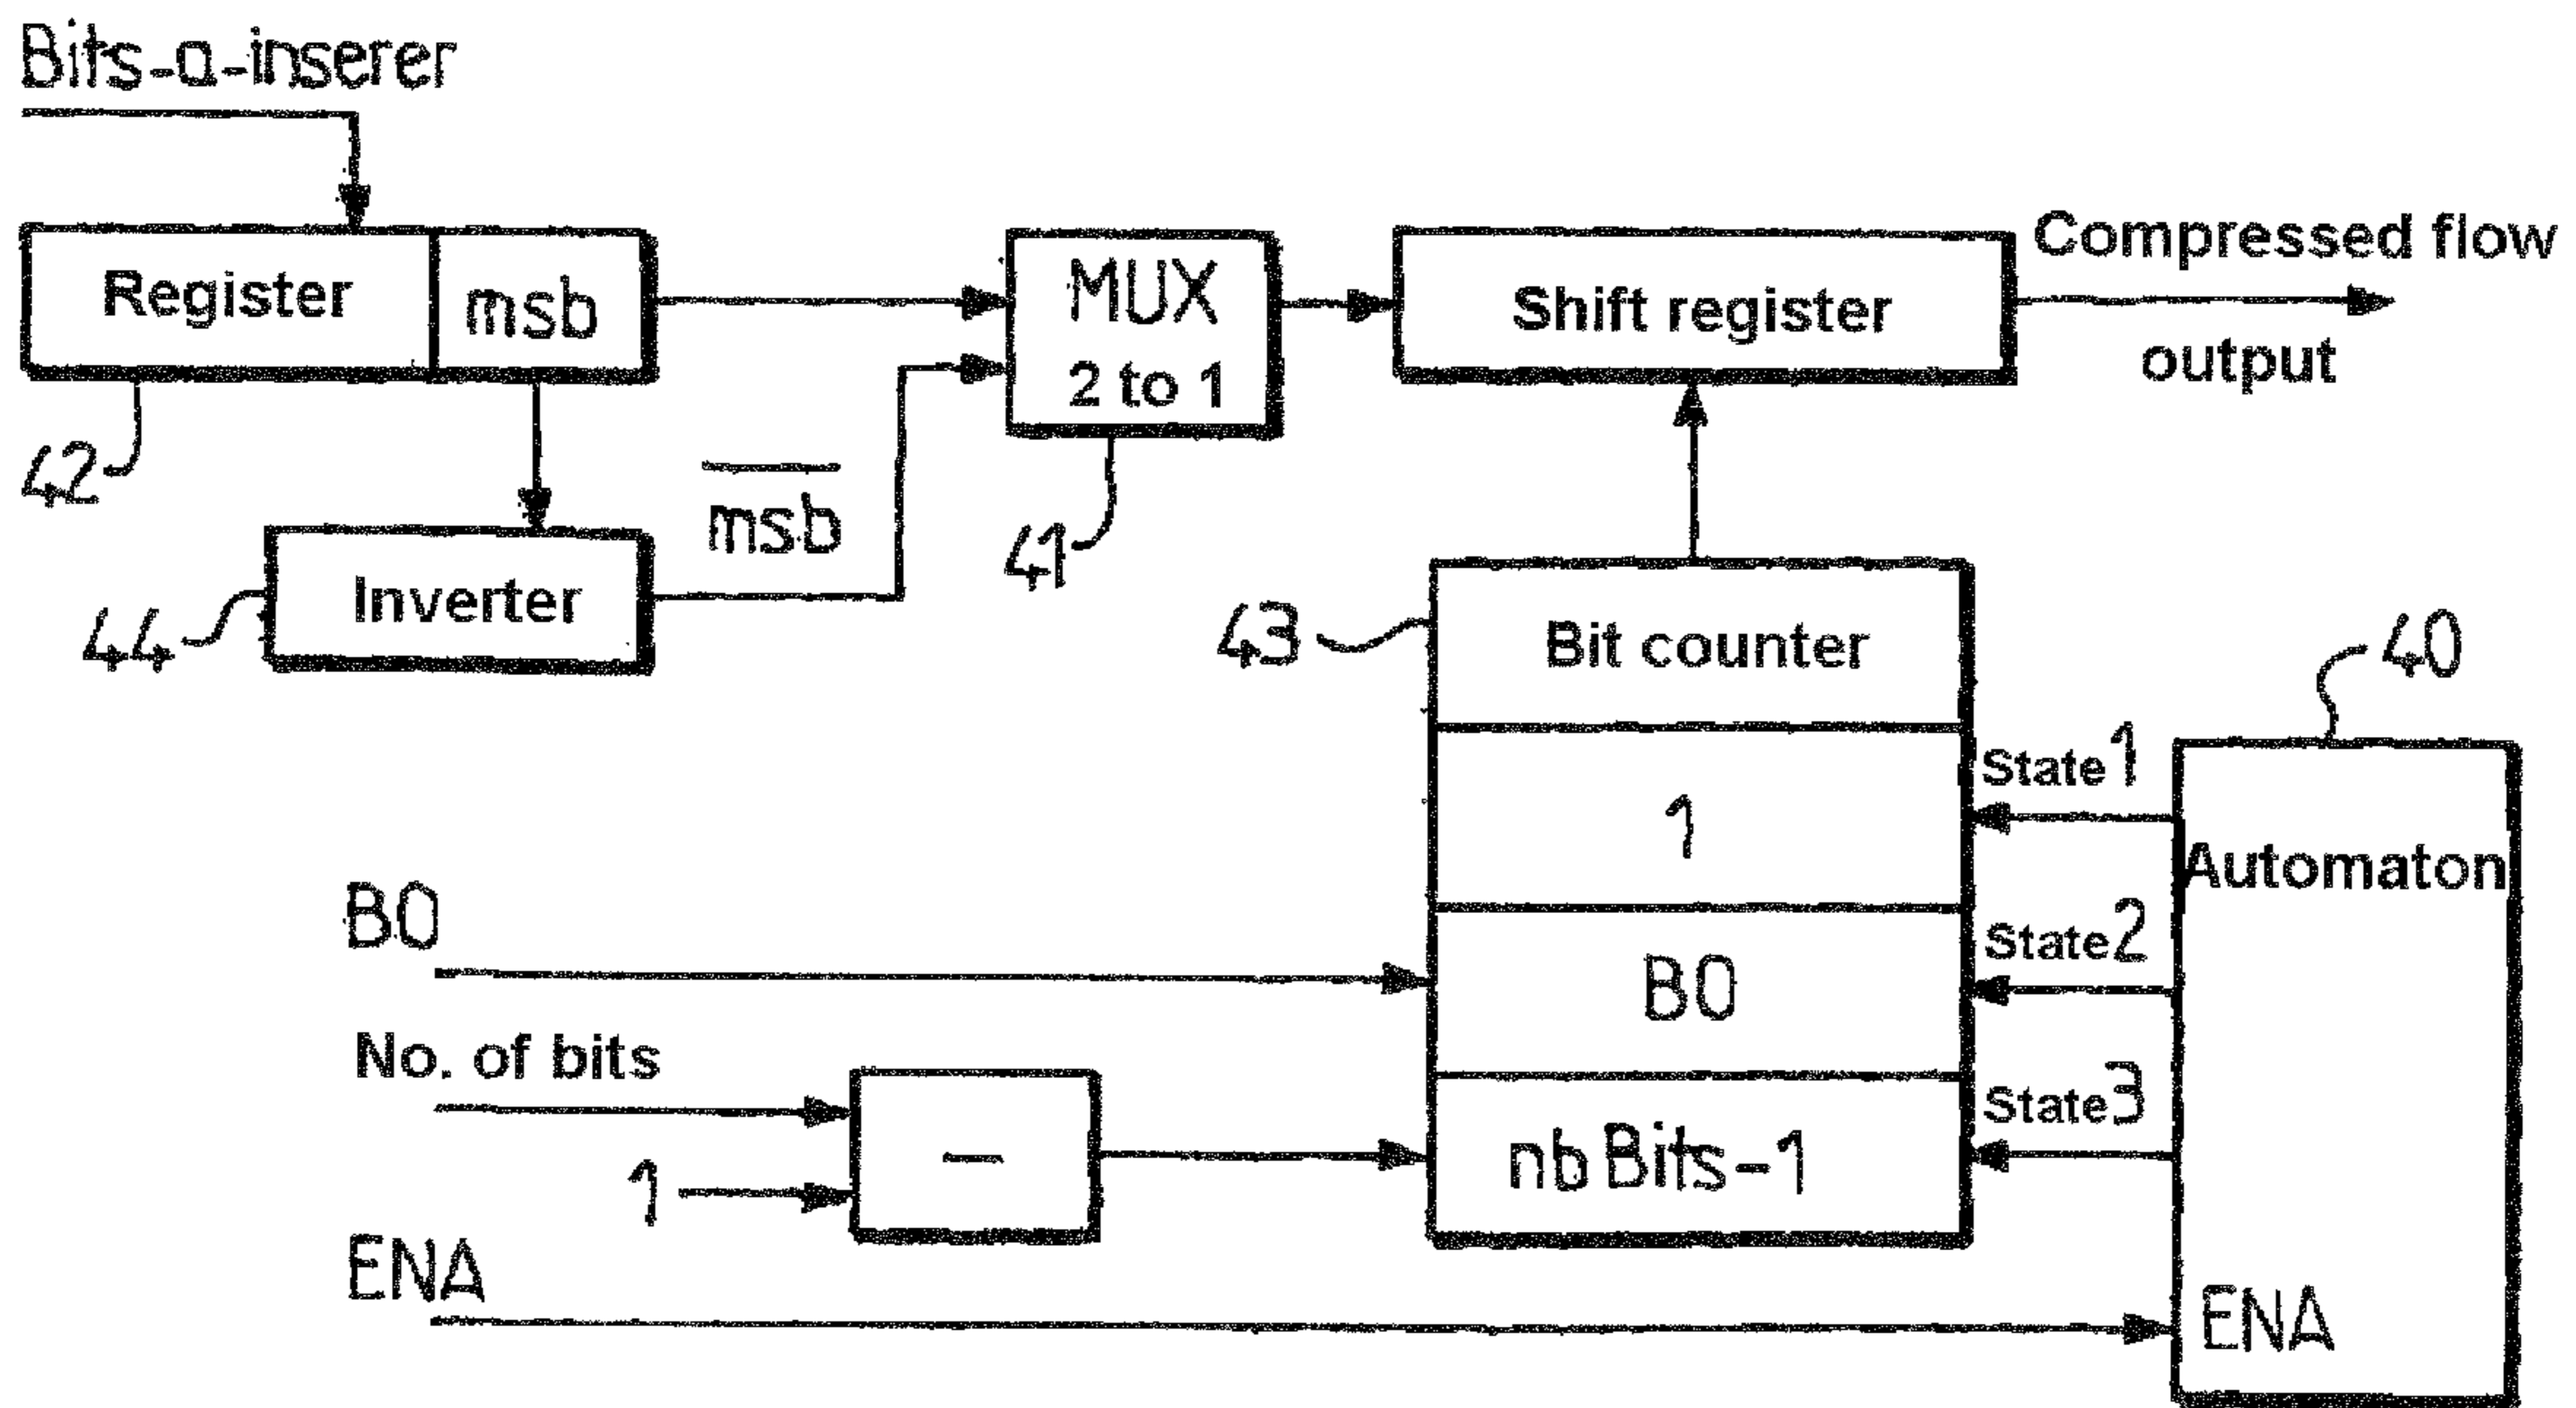 Bits-a-inserer
Register
msb
MUX
2 to 1
Shift register
Compressed flow
output
42
msb
41
Inverter
44
43
Bit counter
40
State 1
1
Automaton
BO
State 2
BO
No. of bits
State 3
nb Bits-1
—
1
ENA
ENA